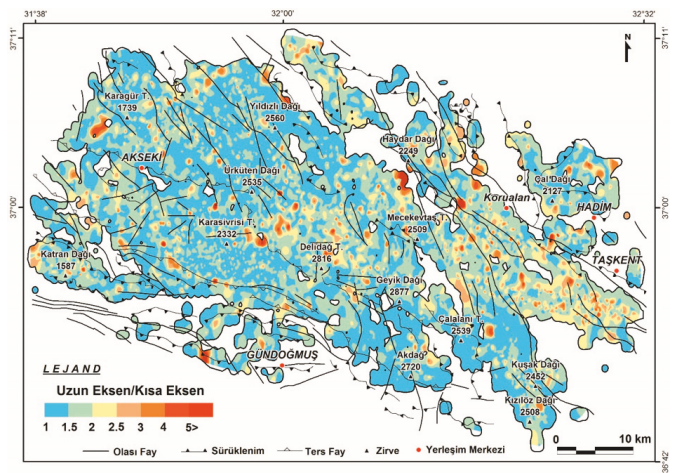 31°38'
32°00
32°32'
37°11'
37°11'
N
Karagür T.
1739
Yıldızlı Dağı
2560
Haydar Dağı
2249
AKSEKİ
Ürküten Dağı
2535
Çal Dağı
2127
Korualan
HADİM
37°00
37°00
Karasivrisi T.
2332
Mecekevtaş T.
2509
Delidağ T.
2816
TAŞKENT
Katran Dağı
1587
Geyik Dağı
2877
Çalalanı T.
2539
GÜNDOĞMUŞ
Akdağ
2720
Kuşak Dağı
2452
Kızılöz Dağı
2508
LEJAND
Uzun Eksen/Kısa Eksen
1 1.5 2 2.5 3 4 5>
0 10 km
Olası Fay Sürüklenim Ters Fay Zirve Yerleşim Merkezi
36°42'